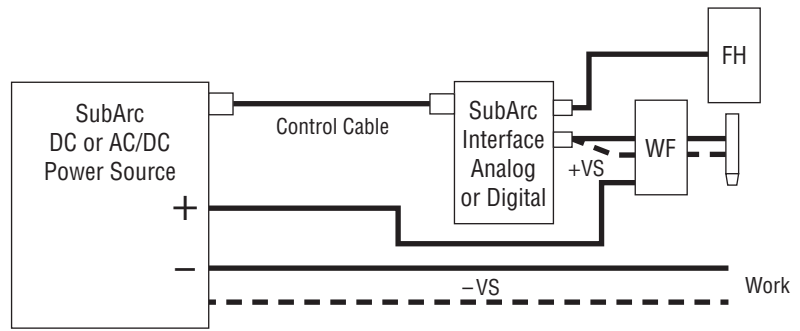 FH
SubArc
DC or AC/DC
Power Source
Control Cable
SubArc
Interface
Analog
or Digital
WF
+VS
+
−
−VS
Work